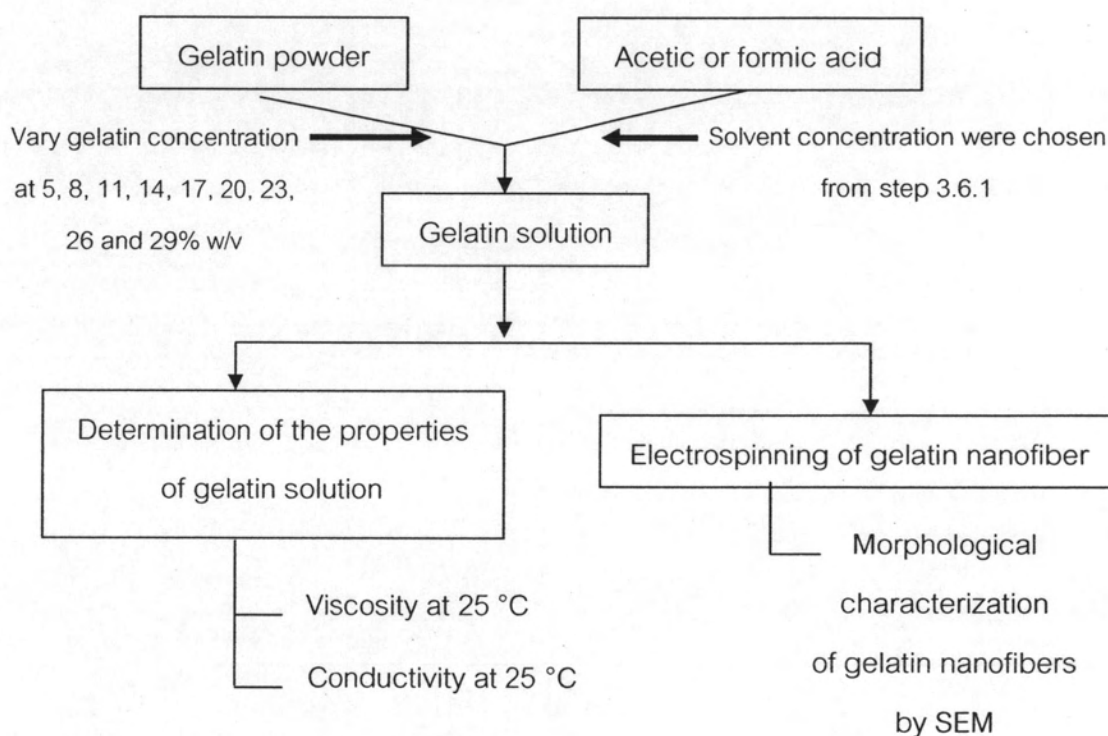 Gelatin powder
Acetic or formic acid
Vary gelatin concentration
at 5, 8, 11, 14, 17, 20, 23,
26 and 29% w/v
Solvent concentration were chosen
from step 3.6.1
Gelatin solution
Determination of the properties
of gelatin solution
Viscosity at 25 °C
Conductivity at 25 °C
Electrospinning of gelatin nanofiber
Morphological
characterization
of gelatin nanofibers
by SEM